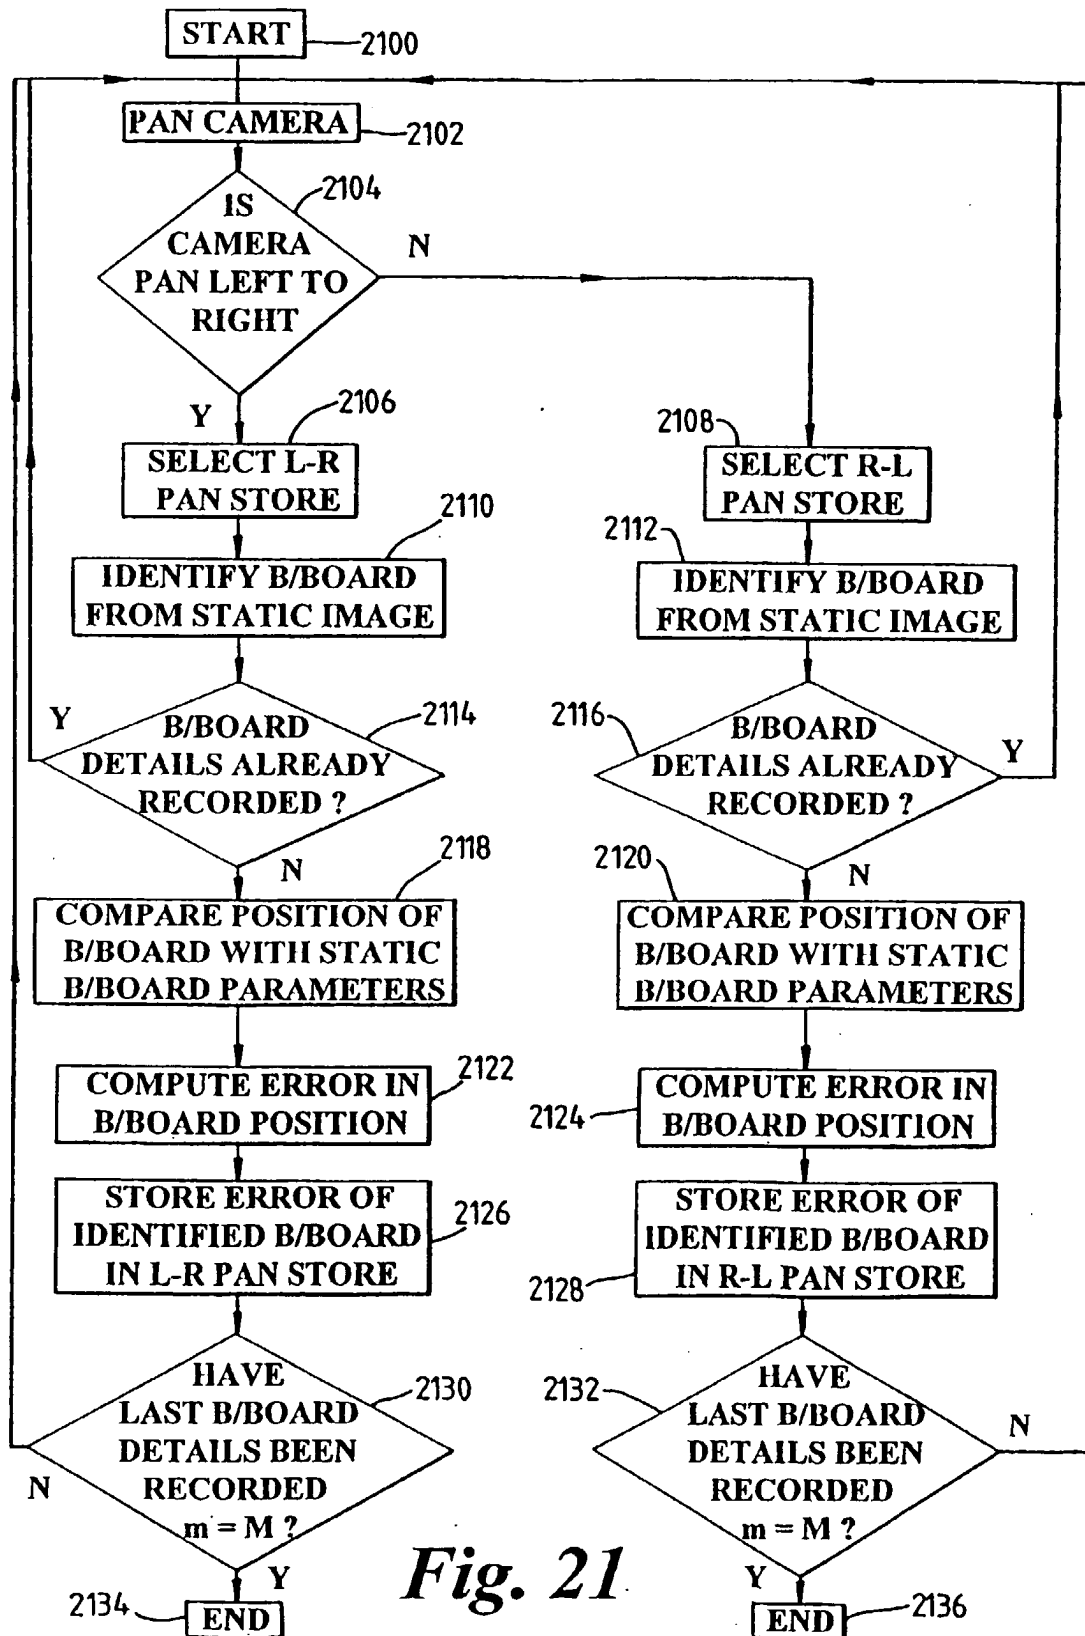 START
2100
PAN CAMERA
2102
2104
IS
CAMERA
PAN LEFT TO
RIGHT
N
Y
2106
SELECT L-R
PAN STORE
2108
SELECT R-L
PAN STORE
2110
IDENTIFY B/BOARD
FROM STATIC IMAGE
2112
IDENTIFY B/BOARD
FROM STATIC IMAGE
Y
2114
B/BOARD
DETAILS ALREADY
RECORDED ?
N
2116
B/BOARD
DETAILS ALREADY
RECORDED ?
Y
N
2118
COMPARE POSITION OF
B/BOARD WITH STATIC
B/BOARD PARAMETERS
2120
COMPARE POSITION OF
B/BOARD WITH STATIC
B/BOARD PARAMETERS
COMPUTE ERROR IN
B/BOARD POSITION
2122
2124
COMPUTE ERROR IN
B/BOARD POSITION
STORE ERROR OF
IDENTIFIED B/BOARD
IN L-R PAN STORE
2126
2128
STORE ERROR OF
IDENTIFIED B/BOARD
IN R-L PAN STORE
2130
HAVE
LAST B/BOARD
DETAILS BEEN
RECORDED
m = M ?
N
Y
2132
HAVE
LAST B/BOARD
DETAILS BEEN
RECORDED
m = M ?
N
Y
2134
END
Fig. 21
END
2136